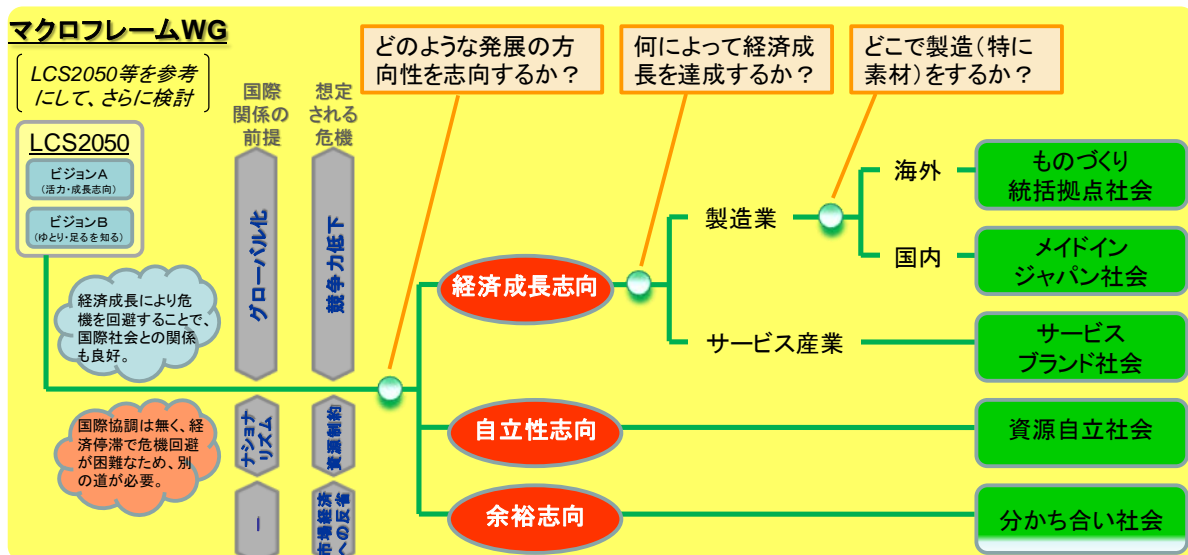 マクロフレームWG
LCS2050等を参考
にして、さらに検討
LCS2050
ビジョンA
(活力・成長志向)
ビジョンB
(ゆとり・足るを知る)
国際
関係の
前提
想定
される
危機
どのような発展の方
向性を志向するか？
何によって経済成
長を達成するか？
どこで製造（特に
素材）をするか？
グローバル化
競争力低下
ナショナ
リズム
資源制約
－
市場経済
への反省
経済成長により危
機を回避することで、
国際社会との関係
も良好。
国際協調は無く、経
済停滞で危機回避
が困難なため、別
の道が必要。
経済成長志向
自立性志向
余裕志向
製造業
サービス産業
海外
国内
ものづくり
統括拠点社会
メイドイン
ジャパン社会
サービス
ブランド社会
資源自立社会
分かち合い社会